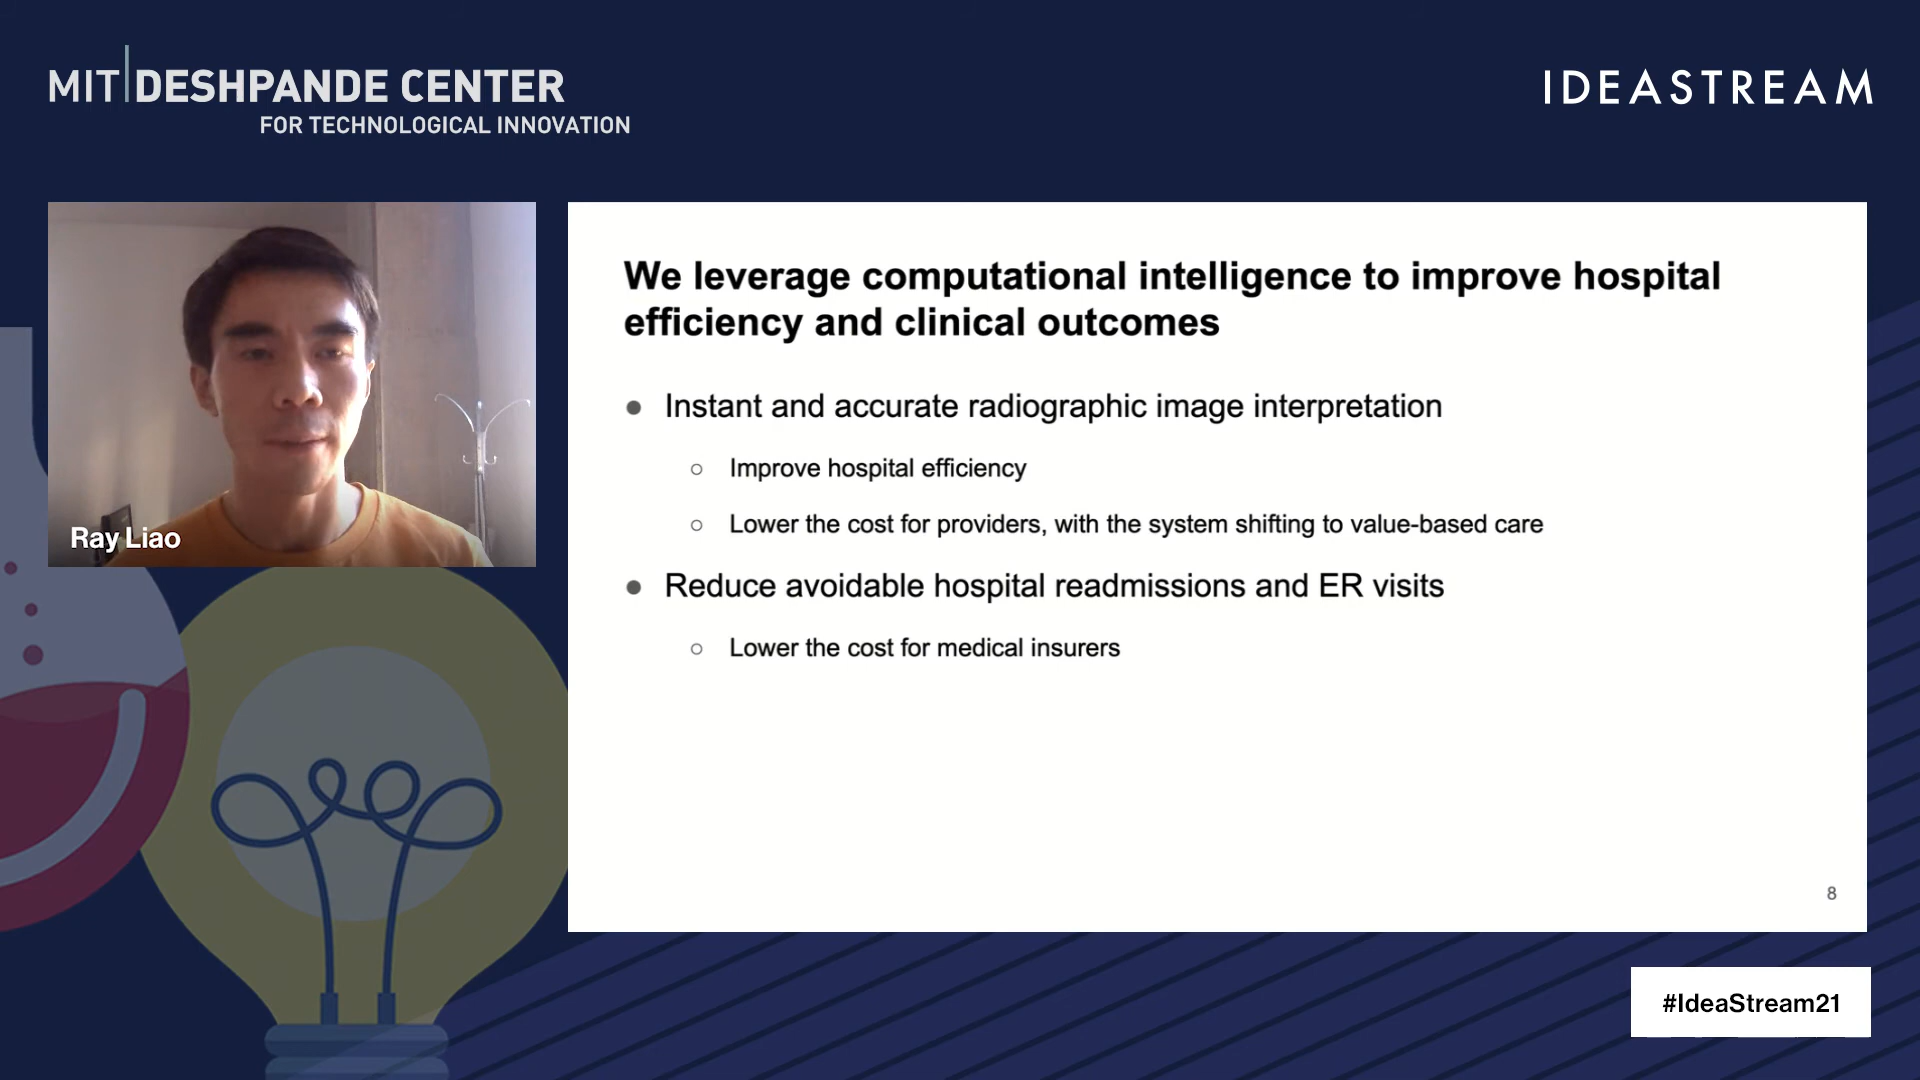 MIT DESHPANDE CENTER
FOR TECHNOLOGICAL INNOVATION
IDEASTREAM
Ray Liao
We leverage computational intelligence to improve hospital
efficiency and clinical outcomes
● Instant and accurate radiographic image interpretation
○ Improve hospital efficiency
○ Lower the cost for providers, with the system shifting to value-based care
● Reduce avoidable hospital readmissions and ER visits
○ Lower the cost for medical insurers
8
#IdeaStream21